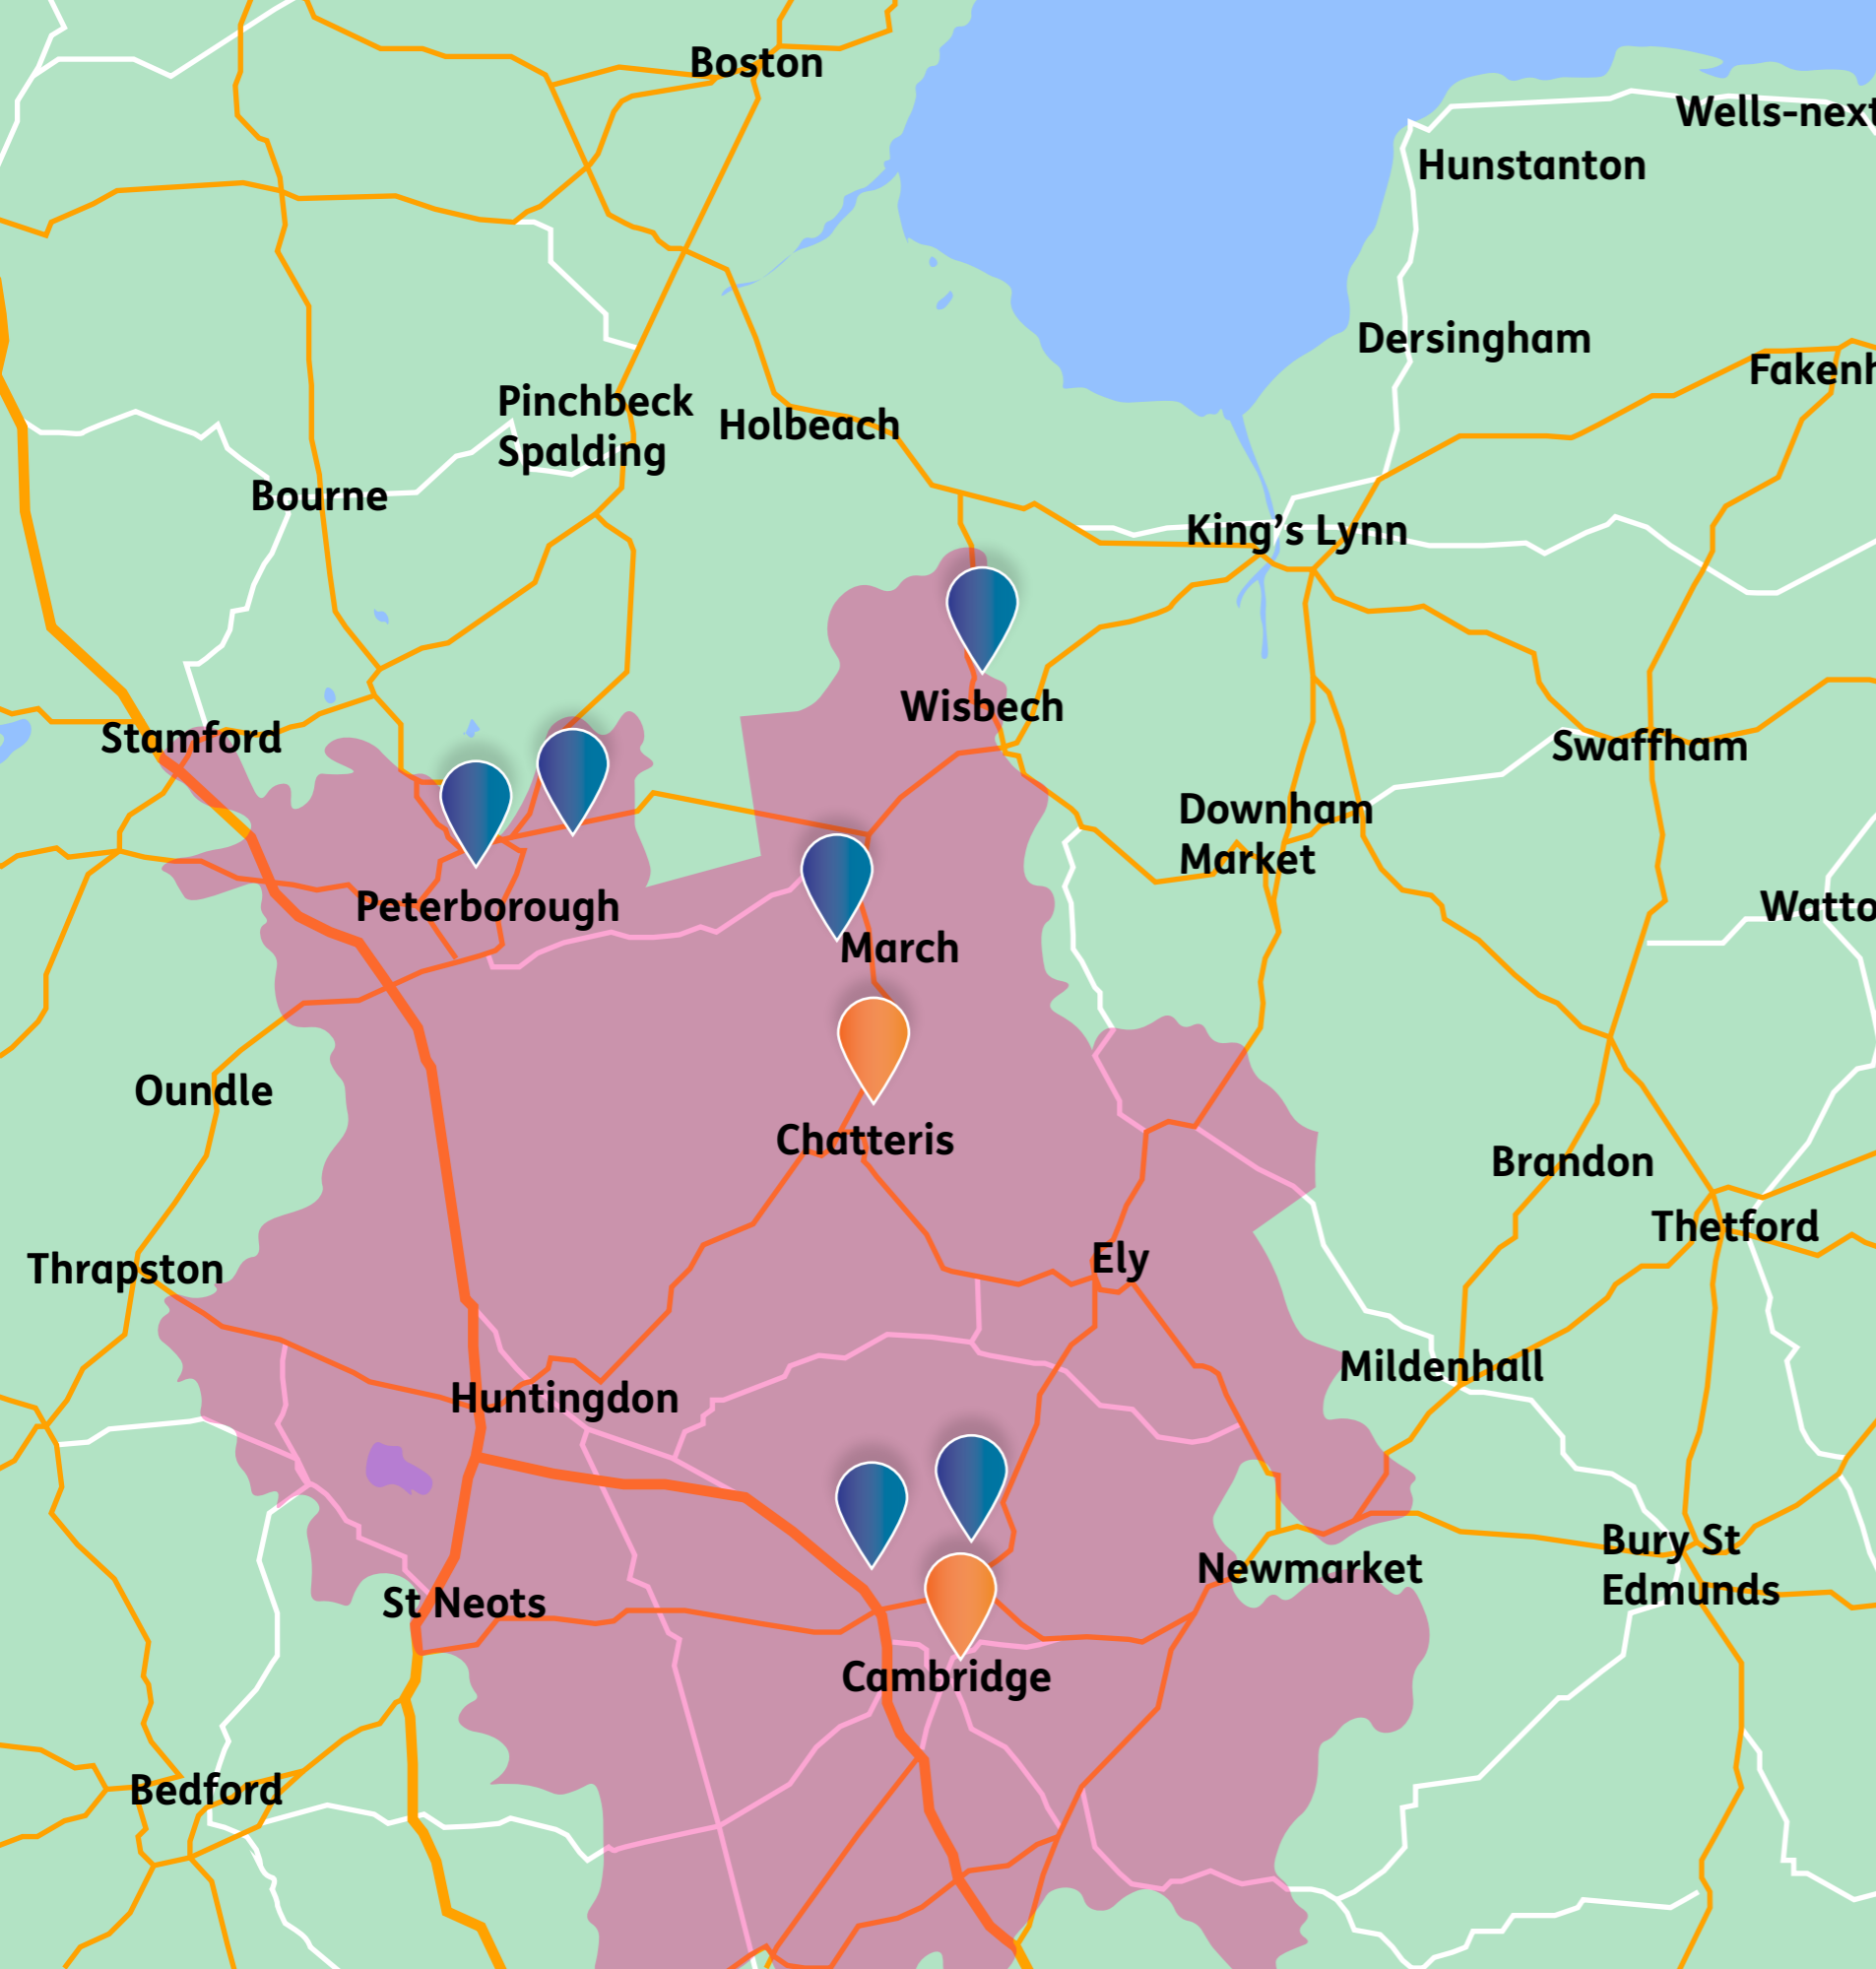 Boston
Wells-next
Hunstanton
Dersingham
Fakenh
Pinchbeck
Spalding
Holbeach
Bourne
King’s Lynn
Wisbech
Stamford
Swaffham
Downham
Market
Peterborough
Watto
March
Oundle
Chatteris
Brandon
Thetford
Ely
Thrapston
Mildenhall
Huntingdon
Bury St
Edmunds
Newmarket
St Neots
Cambridge
Bedford